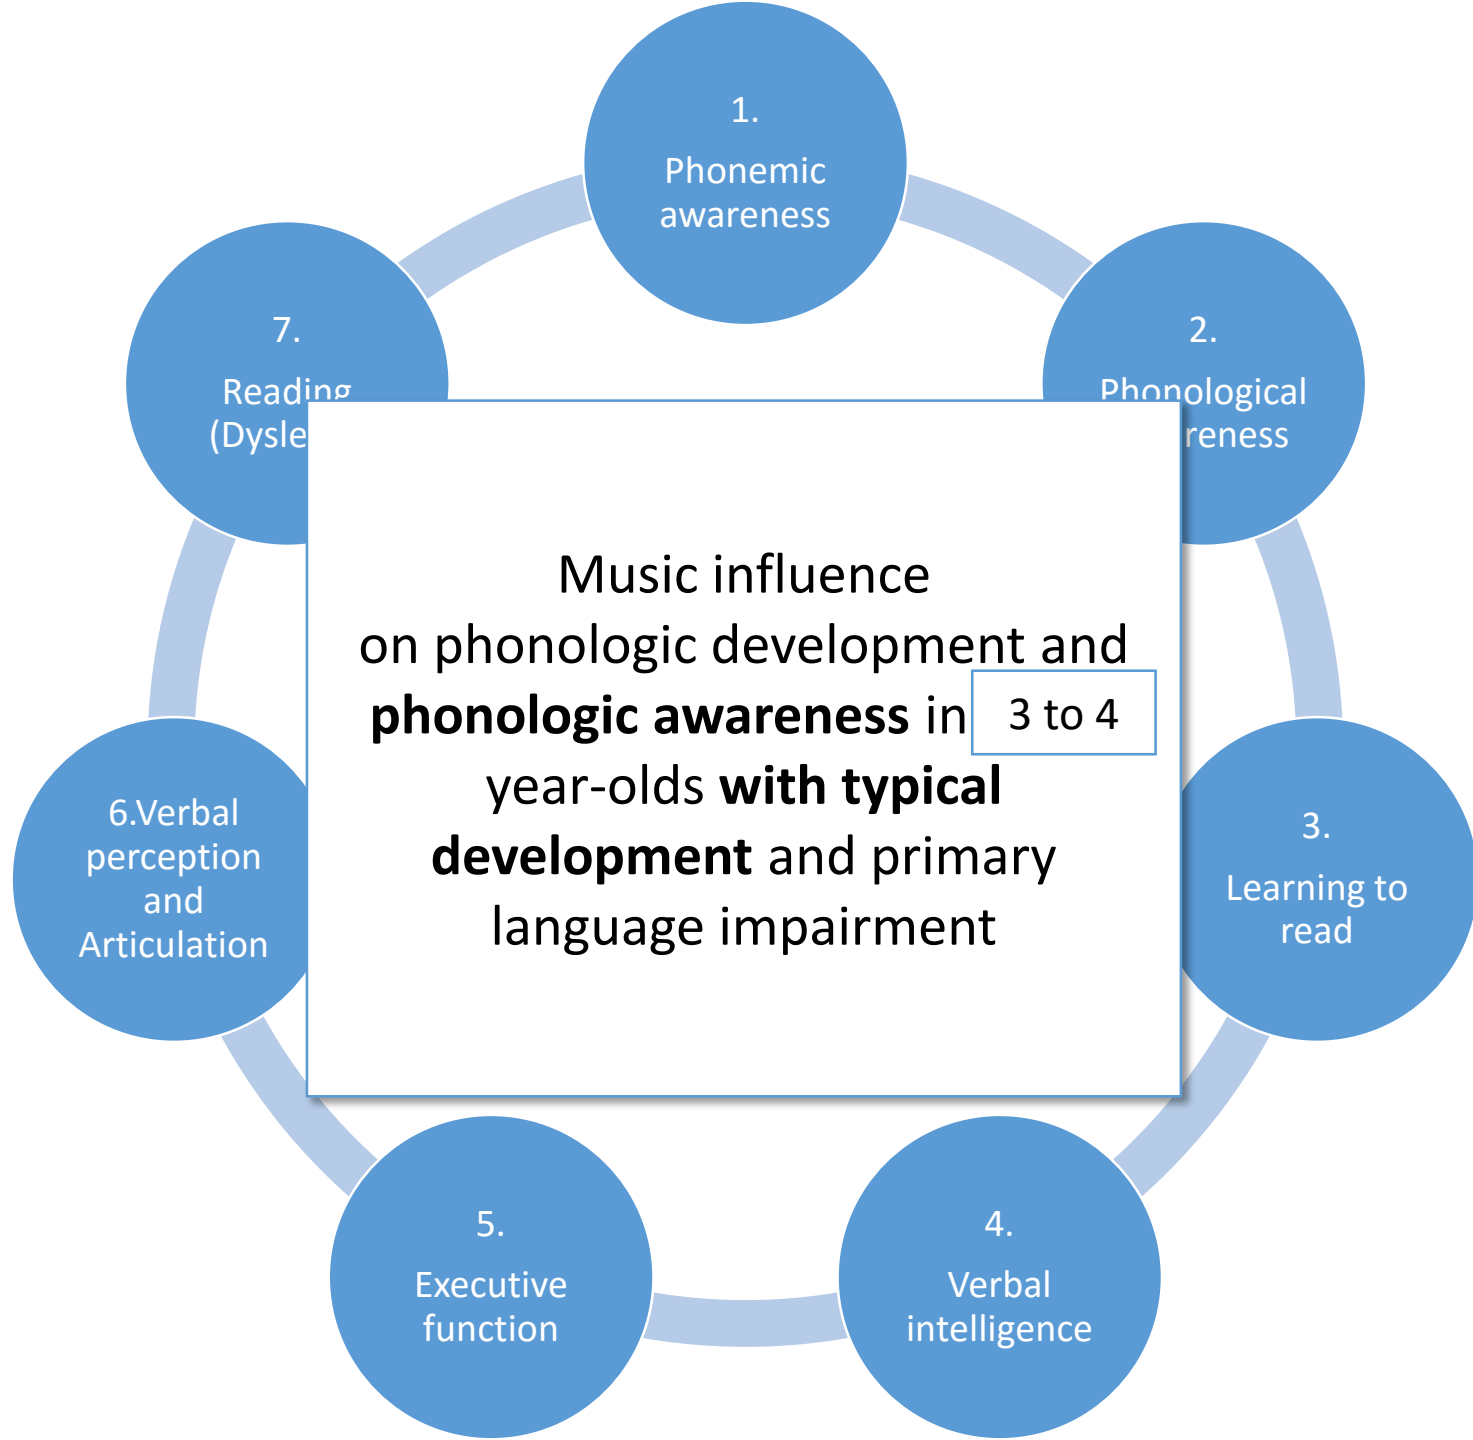 1.
Phonemic
awareness
2.
Phonological
reness
3.
Learning to
read
4.
Verbal
intelligence
5.
Executive
function
6.Verbal
perception
and
Articulation
7.
Reading
(Dysle
Music influence
on phonologic development and
phonologic awareness in 3 to 4
year-olds with typical
development and primary
language impairment